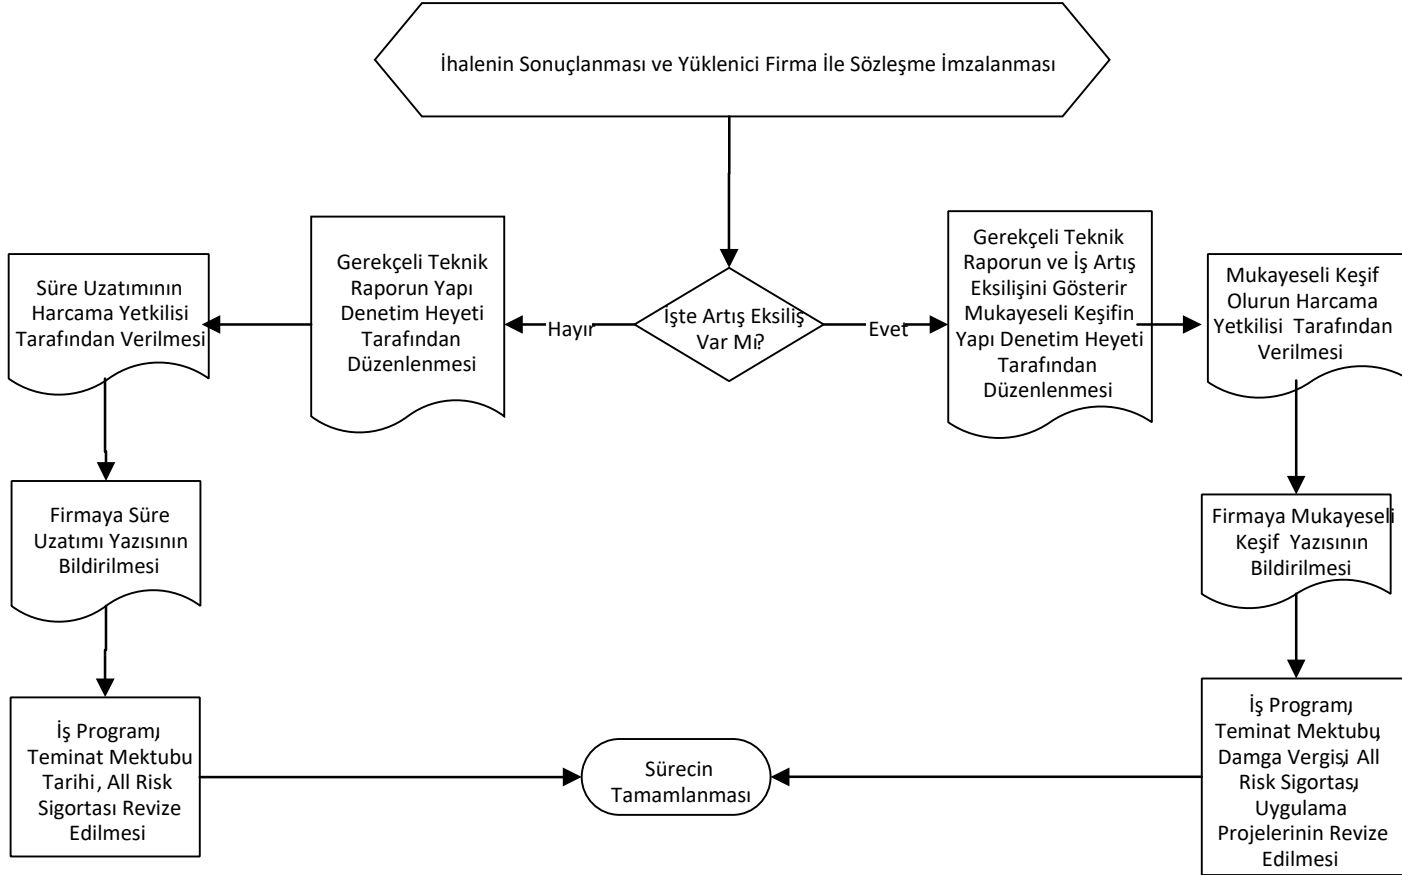 İhalenin Sonuçlanması ve Yüklenici Firma İle Sözleşme İmzalanması
Süre Uzatımının
Harcama Yetkilisi
Tarafından Verilmesi
Gerekçeli Teknik
Raporun Yapı
Denetim Heyeti
Tarafından
Düzenlenmesi
Hayır
İşte Artış Eksiliş
Var Mı?
Evet
Gerekçeli Teknik
Raporun ve İş Artış
Eksilişini Gösterir
Mukayeseli Keşifin
Yapı Denetim Heyeti
Tarafından
Düzenlenmesi
Mukayeseli Keşif
Olurun Harcama
Yetkilisi Tarafından
Verilmesi
Firmaya Süre
Uzatımı Yazısının
Bildirilmesi
Firmaya Mukayeseli
Keşif Yazısının
Bildirilmesi
İş Programı,
Teminat Mektubu
Tarihi, All Risk
Sigortası Revize
Edilmesi
Sürecin
Tamamlanması
İş Programı,
Teminat Mektubu,
Damga Vergisi, All
Risk Sigortası,
Uygulama
Projelerinin Revize
Edilmesi